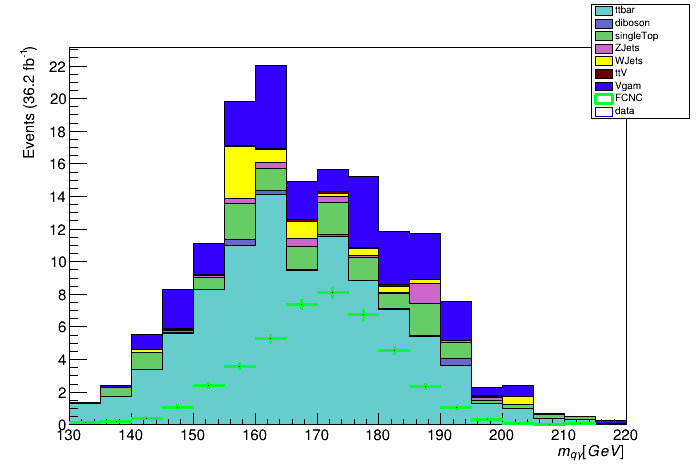 ttbar
diboson
singleTop
ZJets
WJets
ttV
Vgam
FCNC
data
Events (36.2 fb⁻¹)
22
20
18
16
14
12
10
8
6
4
2
0
130 140 150 160 170 180 190 200 210 220
m_qγ[GeV]